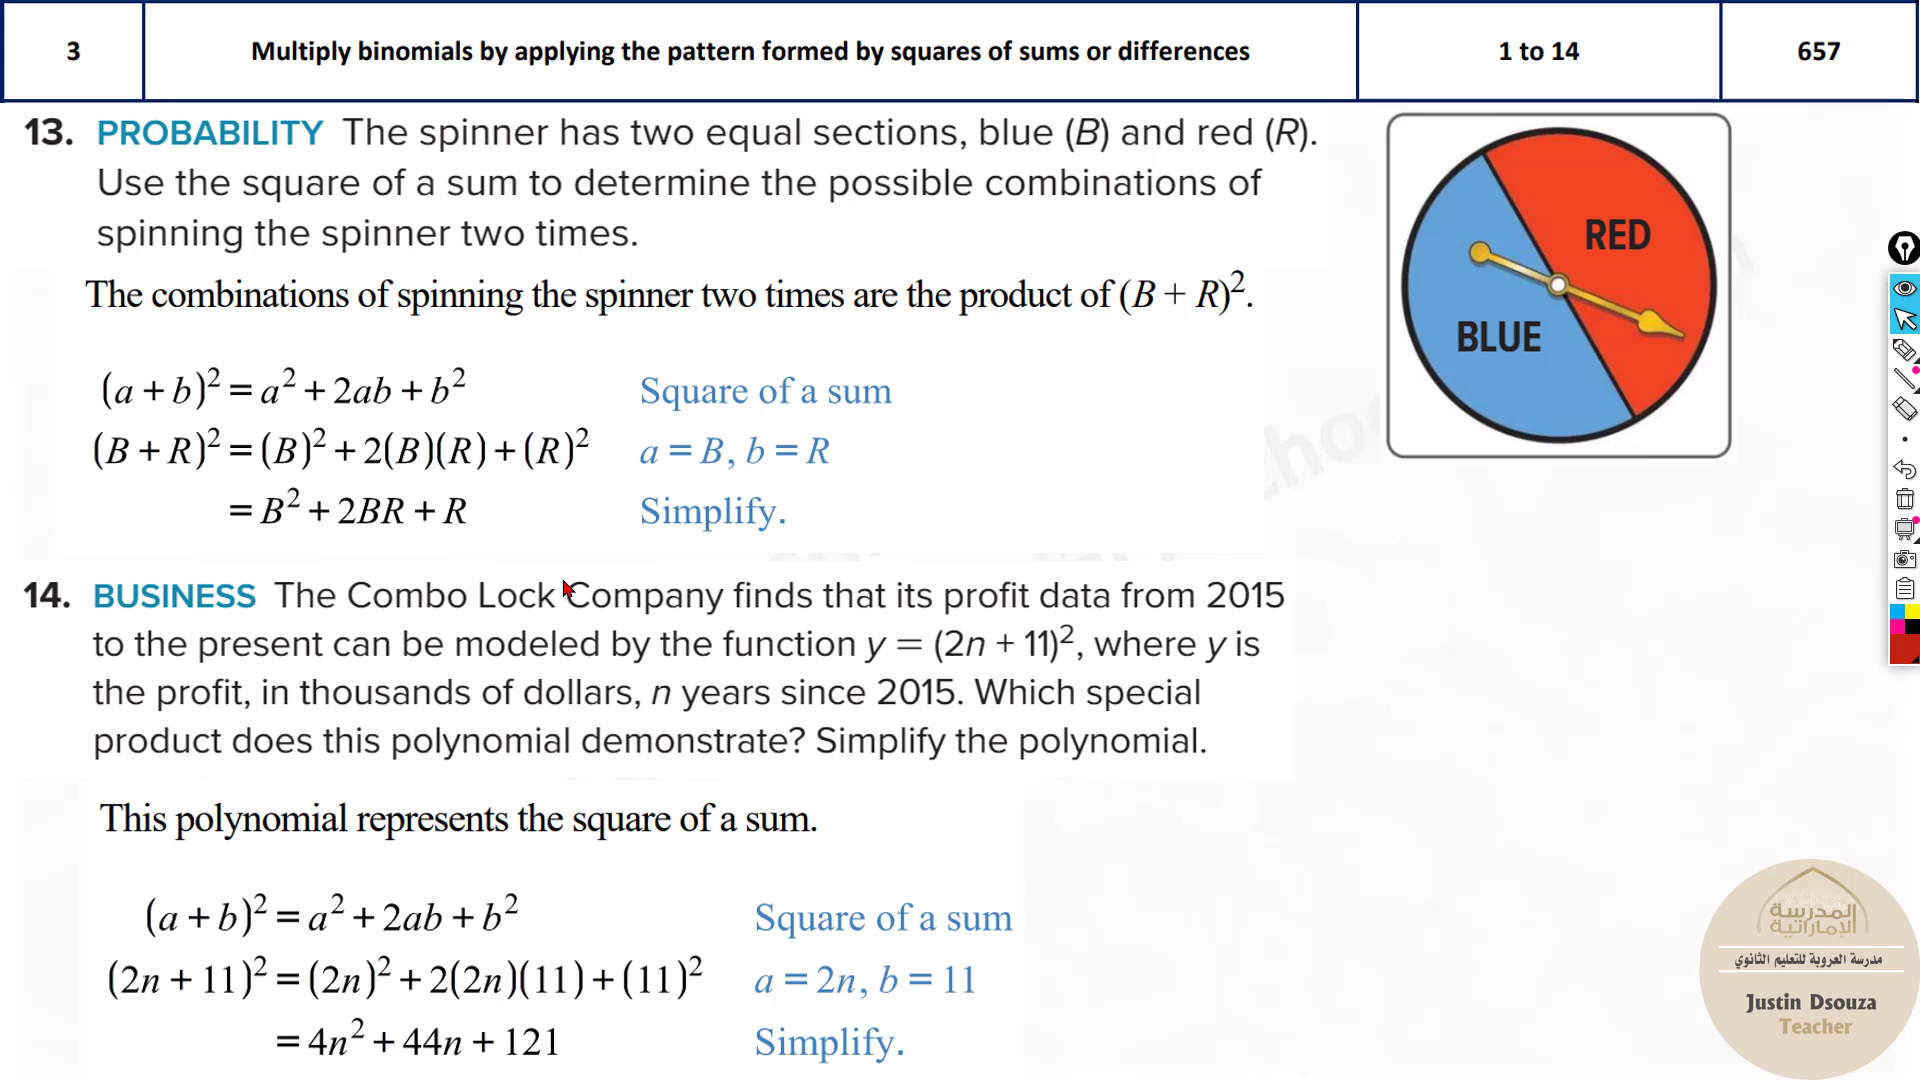 3 Multiply binomials by applying the pattern formed by squares of sums or differences 1 to 14 657
13. PROBABILITY The spinner has two equal sections, blue (B) and red (R).
Use the square of a sum to determine the possible combinations of
spinning the spinner two times.
RED
BLUE
The combinations of spinning the spinner two times are the product of (B + R)².
(a + b)² = a² + 2ab + b² Square of a sum
(B + R)² = (B)² + 2(B)(R) + (R)² a = B, b = R
= B² + 2BR + R Simplify.
14. BUSINESS The Combo Lock Company finds that its profit data from 2015
to the present can be modeled by the function y = (2n + 11)², where y is
the profit, in thousands of dollars, n years since 2015. Which special
product does this polynomial demonstrate? Simplify the polynomial.
This polynomial represents the square of a sum.
(a + b)² = a² + 2ab + b² Square of a sum
(2n + 11)² = (2n)² + 2(2n)(11) + (11)² a = 2n, b = 11
= 4n² + 44n + 121 Simplify.
المدرسة
الإماراتية
مدرسة العروبة للتعليم الثانوي
Justin Dsouza
Teacher